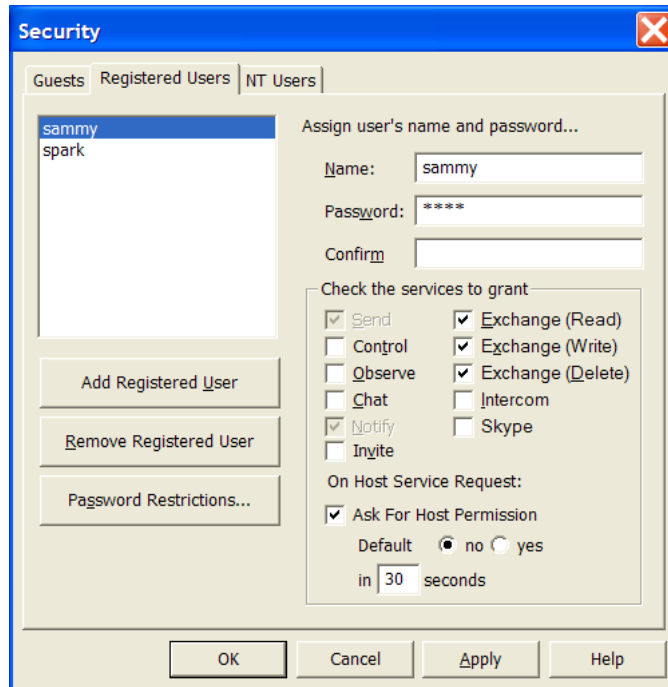 Security
Guests Registered Users NT Users
sammy
spark
Assign user's name and password...
Name: sammy
Password: ****
Confirm
Check the services to grant
Send Exchange (Read)
Control Exchange (Write)
Observe Exchange (Delete)
Chat Intercom
Notify Skype
Invite
Add Registered User
Remove Registered User
Password Restrictions...
On Host Service Request:
Ask For Host Permission
Default no yes
in 30 seconds
OK Cancel Apply Help